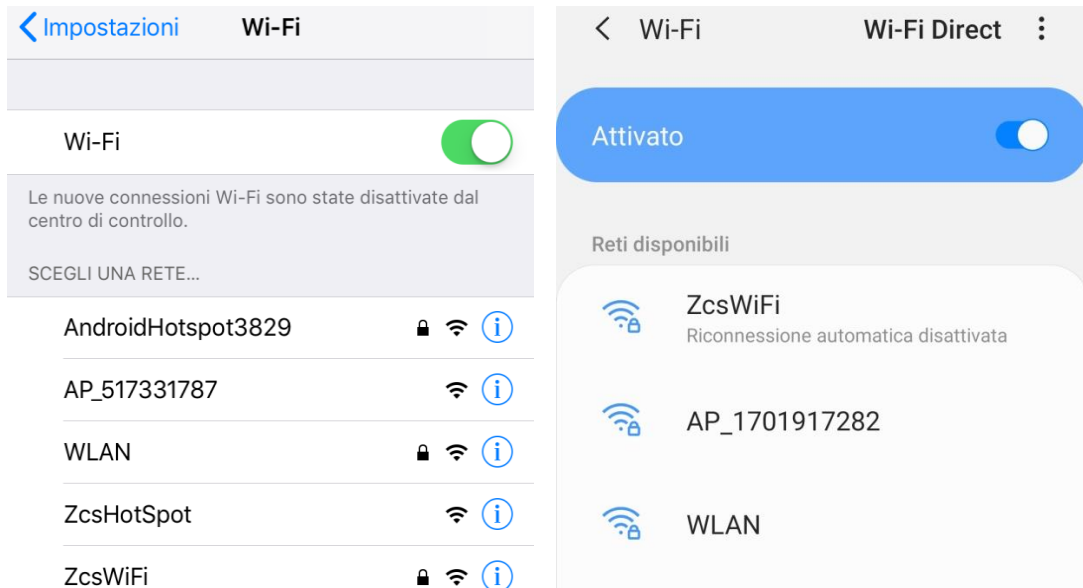 Impostazioni
Wi-Fi
Wi-Fi
Le nuove connessioni Wi-Fi sono state disattivate dal
centro di controllo.
SCEGLI UNA RETE...
AndroidHotspot3829
AP_517331787
WLAN
ZcsHotSpot
ZcsWiFi
Wi-Fi
Wi-Fi Direct
Attivato
Reti disponibili
ZcsWiFi
Riconnessione automatica disattivata
AP_1701917282
WLAN